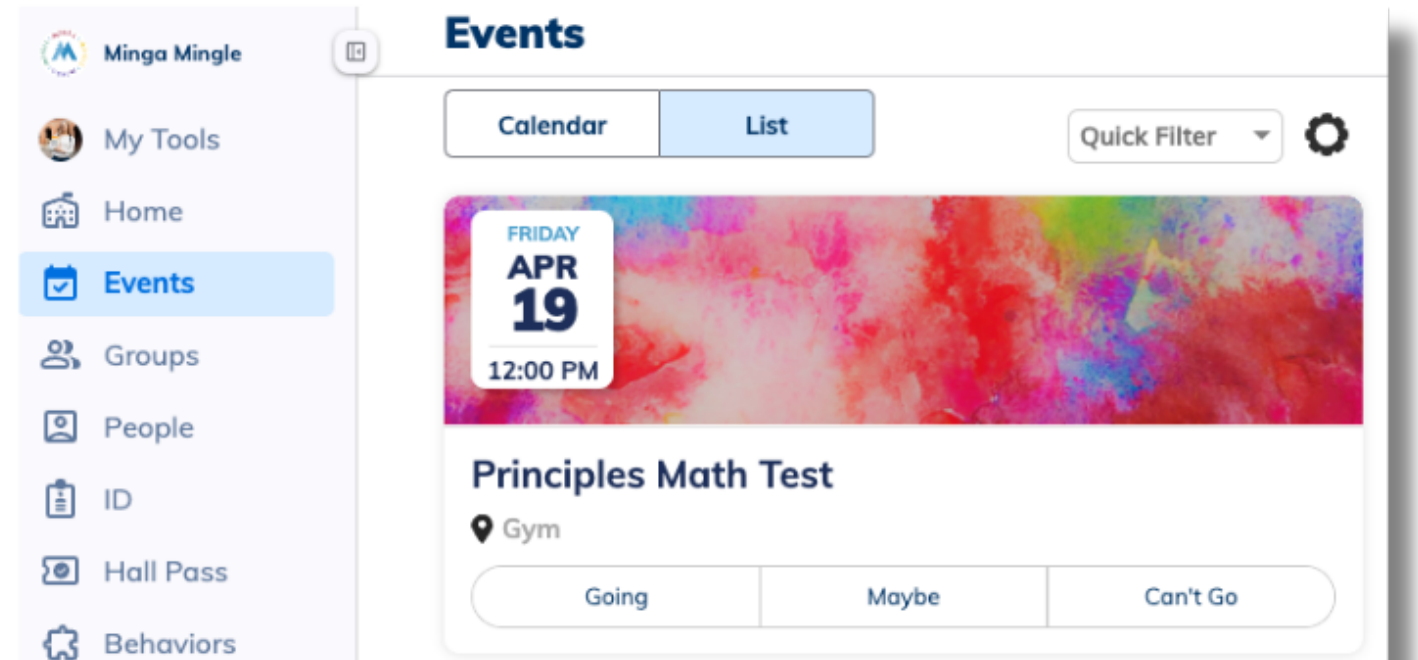 Minga Mingle
My Tools
Home
Events
Groups
People
ID
Hall Pass
Behaviors
Events
Calendar List
Quick Filter
FRIDAY
APR
19
12:00 PM
Principles Math Test
Gym
Going Maybe Can't Go